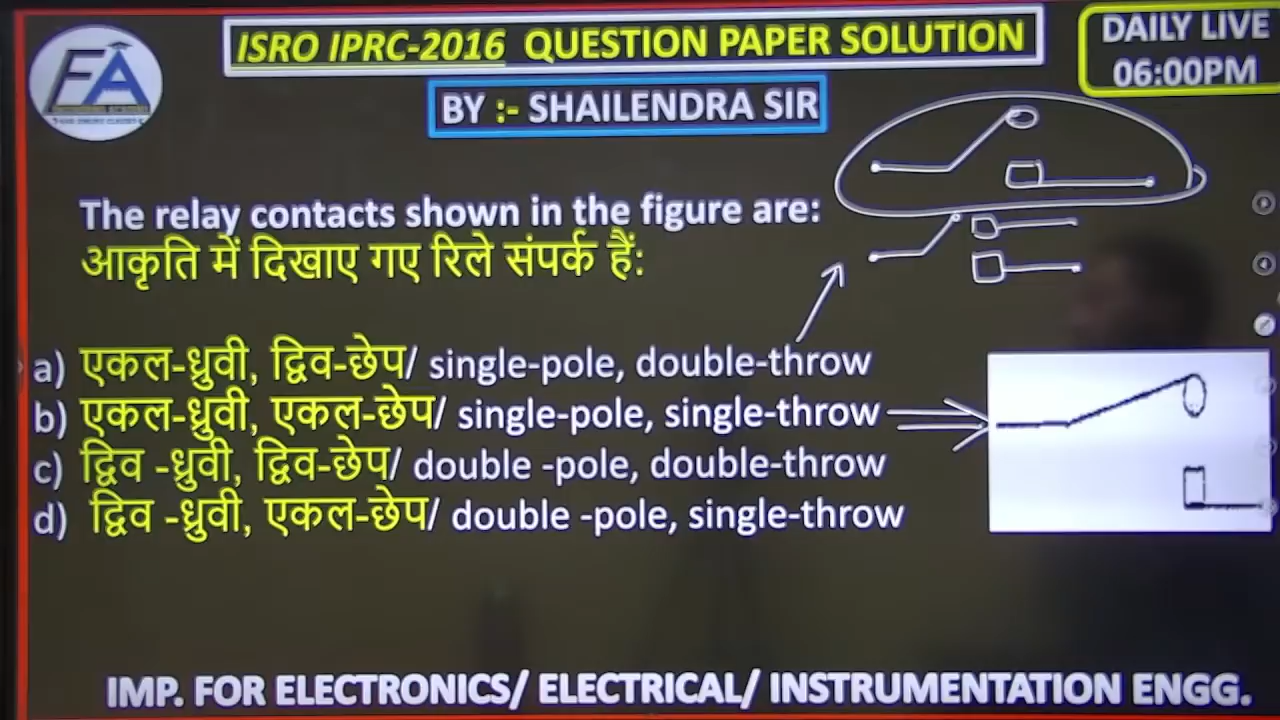 ISRO IPRC-2016 QUESTION PAPER SOLUTION
DAILY LIVE
06:00PM
BY :- SHAILENDRA SIR
FA
The relay contacts shown in the figure are:
आकृति में दिखाए गए रिले संपर्क हैं:
a) एकल-ध्रुवी, द्विव-छेप/ single-pole, double-throw
b) एकल-ध्रुवी, एकल-छेप/ single-pole, single-throw
c) द्विव -ध्रुवी, द्विव-छेप/ double -pole, double-throw
d) द्विव -ध्रुवी, एकल-छेप/ double -pole, single-throw
IMP. FOR ELECTRONICS/ ELECTRICAL/ INSTRUMENTATION ENGG.